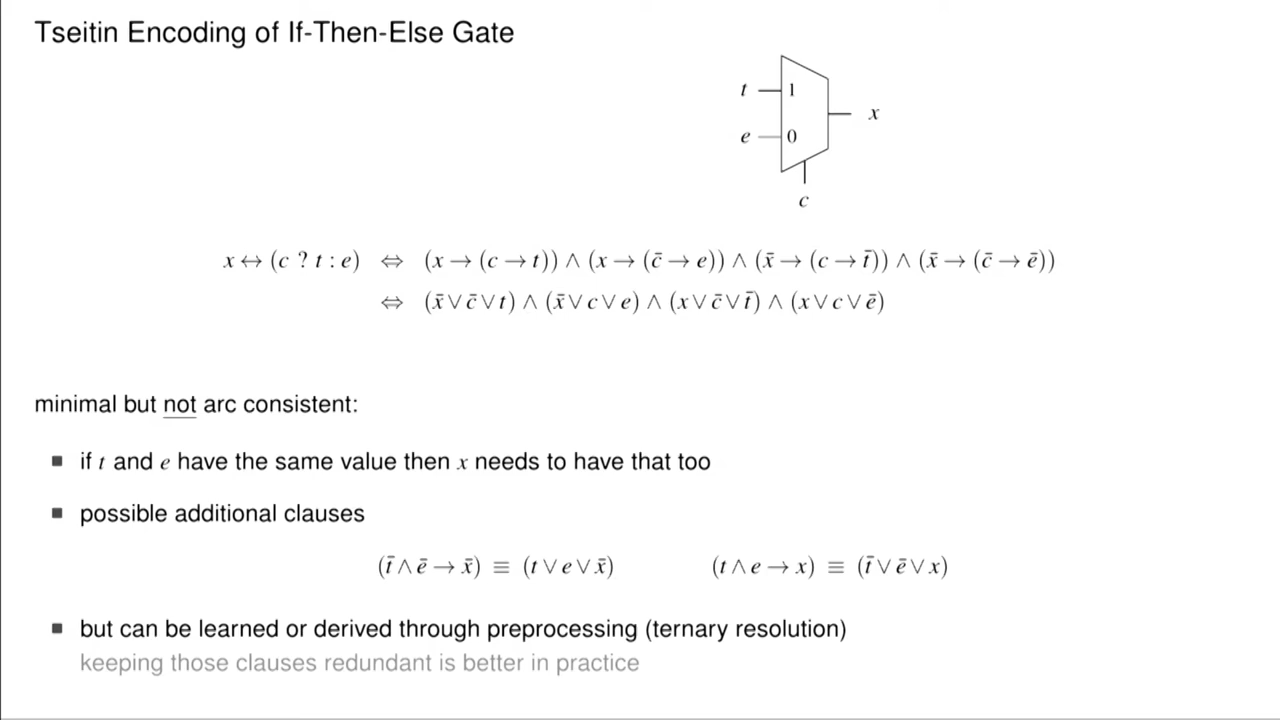 Tseitin Encoding of If-Then-Else Gate
t 1
x
e 0
c
x ↔ (c ? t : e) ⇔ (x → (c → t)) ∧ (x → (c̄ → e)) ∧ (x̄ → (c → t̄)) ∧ (x̄ → (c̄ → ē))
⇔ (x̄ ∨ c̄ ∨ t) ∧ (x̄ ∨ c ∨ e) ∧ (x ∨ c̄ ∨ t̄) ∧ (x ∨ c ∨ ē)
minimal but not arc consistent:
■ if t and e have the same value then x needs to have that too
■ possible additional clauses
(t̄ ∧ ē → x̄) ≡ (t ∨ e ∨ x̄) (t ∧ e → x) ≡ (t̄ ∨ ē ∨ x)
■ but can be learned or derived through preprocessing (ternary resolution)
keeping those clauses redundant is better in practice